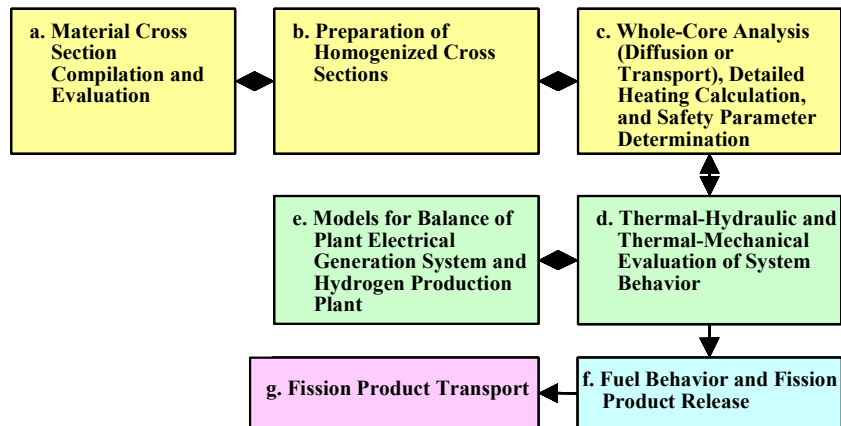 a. Material Cross
Section
Compilation and
Evaluation
b. Preparation of
Homogenized Cross
Sections
c. Whole-Core Analysis
(Diffusion or
Transport), Detailed
Heating Calculation,
and Safety Parameter
Determination
e. Models for Balance of
Plant Electrical
Generation System and
Hydrogen Production
Plant
d. Thermal-Hydraulic and
Thermal-Mechanical
Evaluation of System
Behavior
g. Fission Product Transport
f. Fuel Behavior and Fission
Product Release